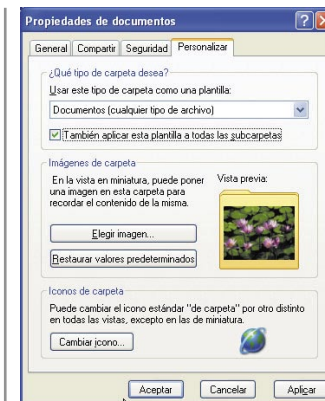 Propiedades de documentos
General Compartir Seguridad Personalizar
¿Qué tipo de carpeta desea?
Usar este tipo de carpeta como una plantilla:
Documentos (cualquier tipo de archivo)
También aplicar esta plantilla a todas las subcarpetas
Imágenes de carpeta
En la vista en miniatura, puede poner
una imagen en esta carpeta para
recordar el contenido de la misma.
Vista previa:
Elegir imagen...
Restaurar valores predeterminados
Iconos de carpeta
Puede cambiar el icono estándar "de carpeta" por otro distinto
en todas las vistas, excepto en las de miniatura.
Cambiar icono...
Aceptar Cancelar Aplicar